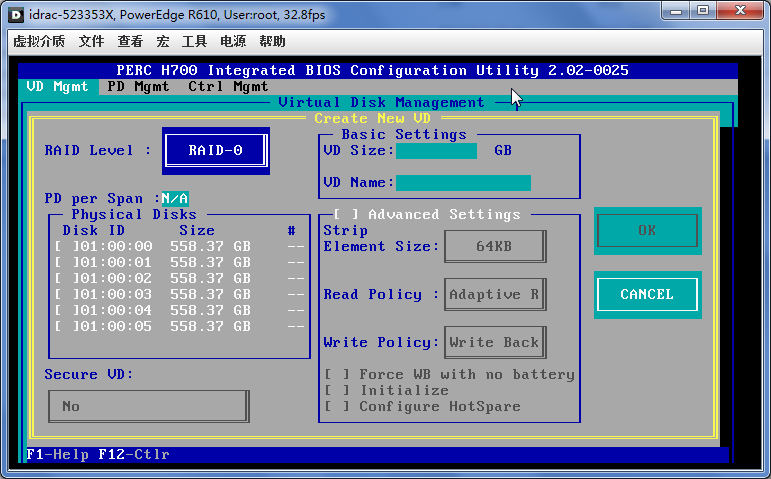 idrac-523353X, PowerEdge R610, User:root, 32.8fps
虚拟介质 文件 查看 宏 工具 电源 帮助
PERC H700 Integrated BIOS Configuration Utility 2.02-0025
VD Mgmt PD Mgmt Ctrl Mgmt
Virtual Disk Management
Create New VD
RAID Level : RAID-0
PD per Span :N/A
Physical Disks
Disk ID Size #
[ ]01:00:00 558.37 GB --
[ ]01:00:01 558.37 GB --
[ ]01:00:02 558.37 GB --
[ ]01:00:03 558.37 GB --
[ ]01:00:04 558.37 GB --
[ ]01:00:05 558.37 GB --
Secure VD:
No
Basic Settings
VD Size: GB
VD Name:
[ ] Advanced Settings
Strip
Element Size: 64KB
Read Policy : Adaptive R
Write Policy: Write Back
[ ] Force WB with no battery
[ ] Initialize
[ ] Configure HotSpare
OK
CANCEL
F1-Help F12-Ctlr